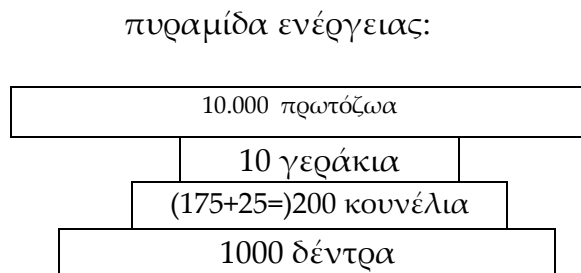 πυραμίδα ενέργειας:
10.000 πρωτόζωα
10 γεράκια
(175+25=)200 κουνέλια
1000 δέντρα